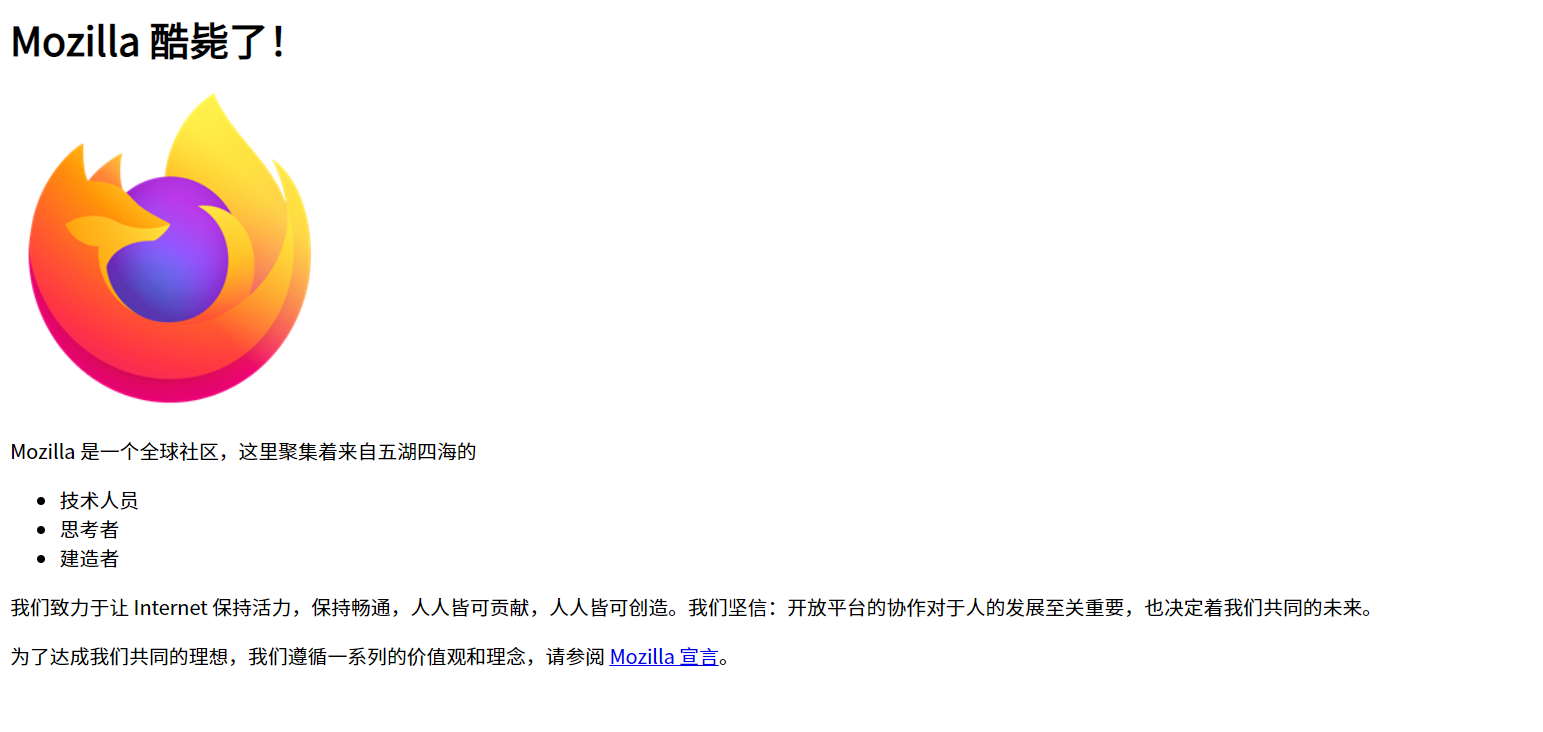 Mozilla 酷毙了！
Mozilla 是一个全球社区，这里聚集着来自五湖四海的
技术人员
思考者
建造者
我们致力于让 Internet 保持活力，保持畅通，人人皆可贡献，人人皆可创造。我们坚信：开放平台的协作对于人的发展至关重要，也决定着我们共同的未来。
为了达成我们共同的理想，我们遵循一系列的价值观和理念，请参阅 Mozilla 宣言。